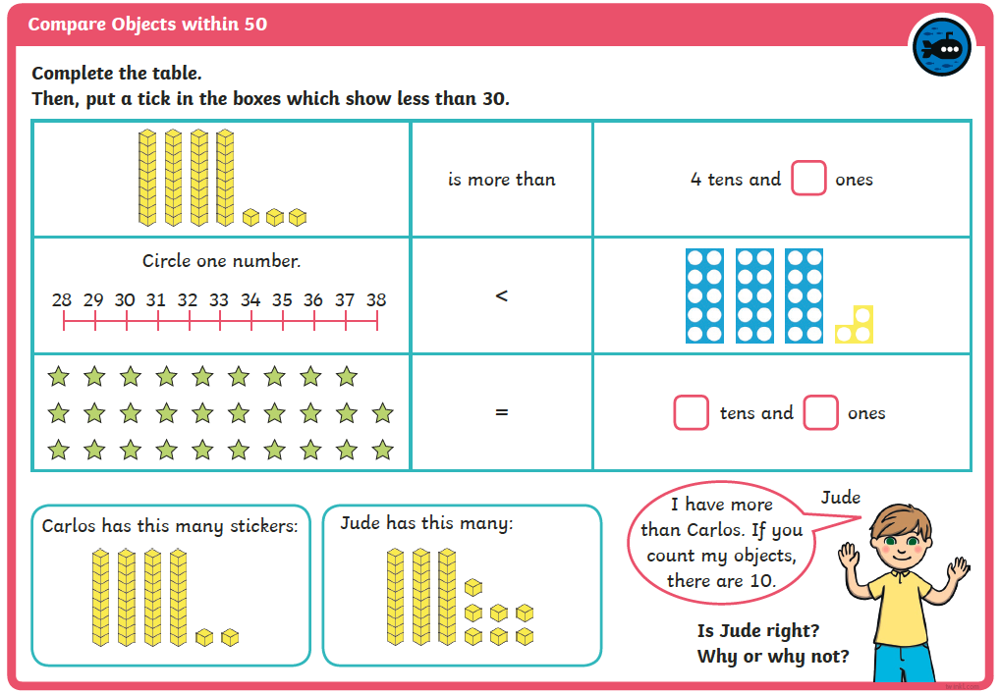 Compare Objects within 50
Complete the table.
Then, put a tick in the boxes which show less than 30.
is more than
4 tens and ones
Circle one number.
28 29 30 31 32 33 34 35 36 37 38
<
=
tens and ones
Carlos has this many stickers:
Jude has this many:
I have more
than Carlos. If you
count my objects,
there are 10.
Jude
Is Jude right?
Why or why not?